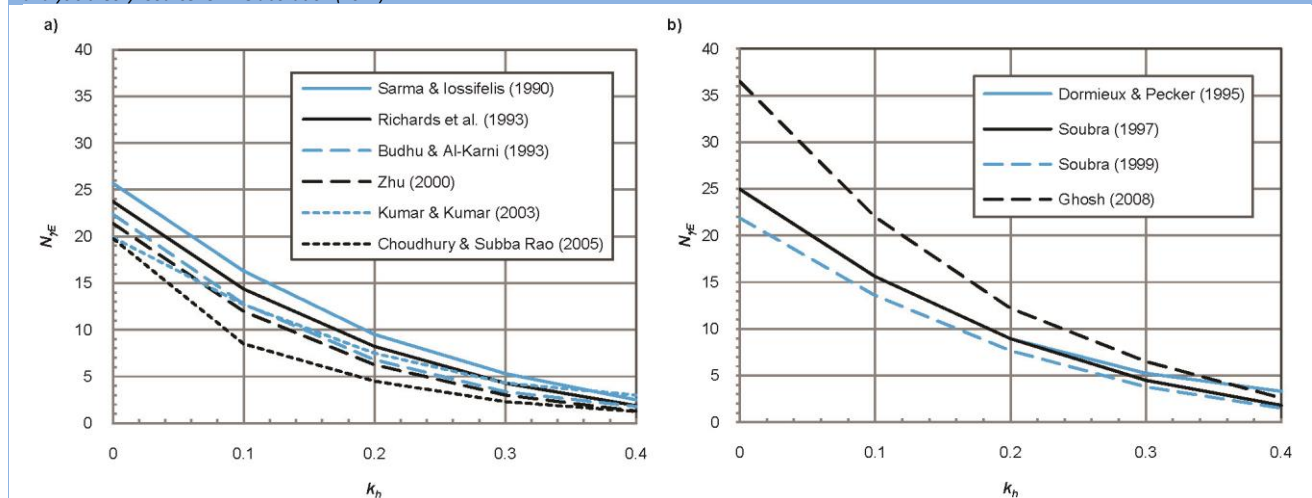 a)
40
35
30
25
20
15
10
5
0
NγE
0 0.1 0.2 0.3 0.4
kh
Sarma & Iossifelis (1990)
Richards et al. (1993)
Budhu & Al-Karni (1993)
Zhu (2000)
Kumar & Kumar (2003)
Choudhury & Subba Rao (2005)
b)
40
35
30
25
20
15
10
5
0
NγE
0 0.1 0.2 0.3 0.4
kh
Dormieux & Pecker (1995)
Soubra (1997)
Soubra (1999)
Ghosh (2008)